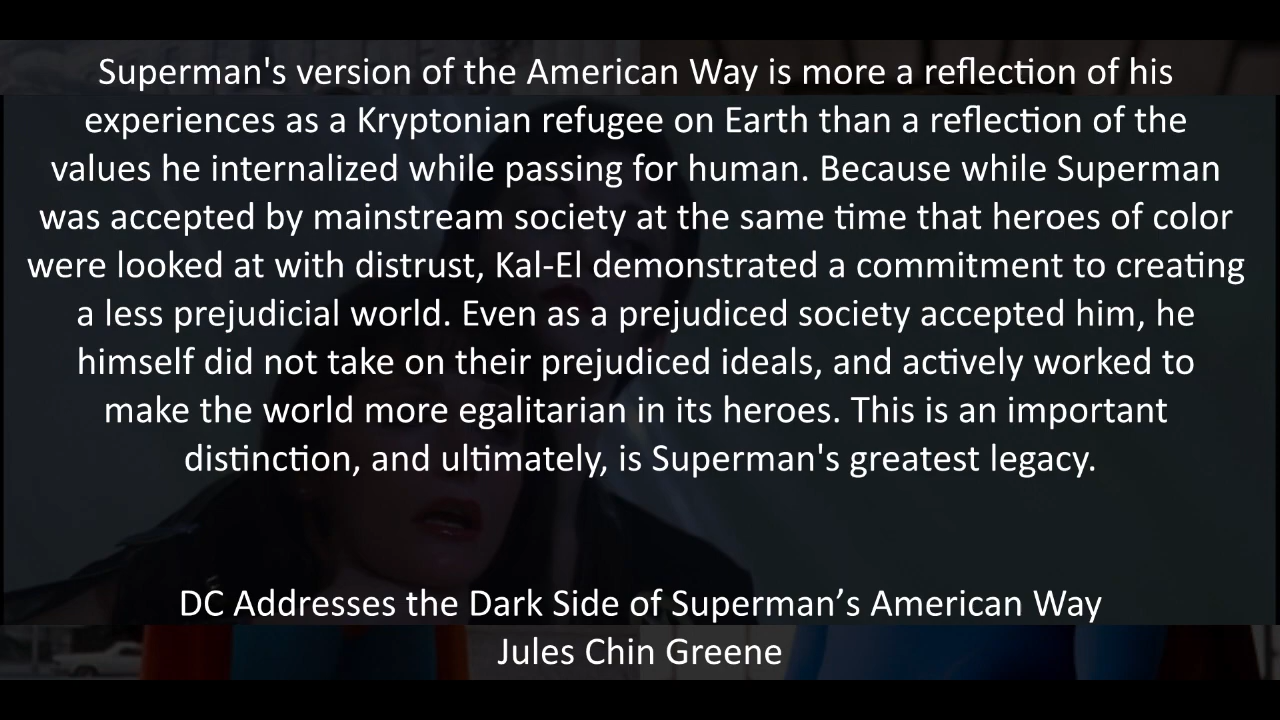 Superman's version of the American Way is more a reflection of his
experiences as a Kryptonian refugee on Earth than a reflection of the
values he internalized while passing for human. Because while Superman
was accepted by mainstream society at the same time that heroes of color
were looked at with distrust, Kal-El demonstrated a commitment to creating
a less prejudicial world. Even as a prejudiced society accepted him, he
himself did not take on their prejudiced ideals, and actively worked to
make the world more egalitarian in its heroes. This is an important
distinction, and ultimately, is Superman's greatest legacy.
DC Addresses the Dark Side of Superman’s American Way
Jules Chin Greene